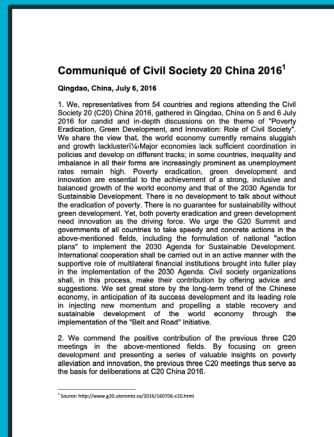 Communiqué of Civil Society 20 China 2016¹
Qingdao, China, July 6, 2016
1. We, representatives from 54 countries and regions attending the Civil
Society 20 (C20) China 2016, gathered in Qingdao, China on 5 and 6 July
2016 for candid and in-depth discussions on the theme of "Poverty
Eradication, Green Development, and Innovation: Role of Civil Society".
We share the view that, the world economy currently remains sluggish
and growth lacklusterï¼›Major economies lack sufficient coordination in
policies and develop on different tracks; in some countries, inequality and
imbalance in all their forms are increasingly prominent as unemployment
rates remain high. Poverty eradication, green development and
innovation are essential to the achievement of a strong, inclusive and
balanced growth of the world economy and that of the 2030 Agenda for
Sustainable Development. There is no development to talk about without
the eradication of poverty. There is no guarantee for sustainability without
green development. Yet, both poverty eradication and green development
need innovation as the driving force. We urge the G20 Summit and
governments of all countries to take speedy and concrete actions in the
above-mentioned fields, including the formulation of national "action
plans" to implement the 2030 Agenda for Sustainable Development.
International cooperation shall be carried out in an active manner with the
supportive role of multilateral financial institutions brought into fuller play
in the implementation of the 2030 Agenda. Civil society organizations
shall, in this process, make their contribution by offering advice and
suggestions. We set great store by the long-term trend of the Chinese
economy, in anticipation of its success development and its leading role
in injecting new momentum and propelling a stable recovery and
sustainable development of the world economy through the
implementation of the "Belt and Road" Initiative.
2. We commend the positive contribution of the previous three C20
meetings in the above-mentioned fields. By focusing on green
development and presenting a series of valuable insights on poverty
alleviation and innovation, the previous three C20 meetings thus serve as
the basis for deliberations at C20 China 2016.
¹ Source: http://www.g20.utoronto.ca/2016/160706-c20.html